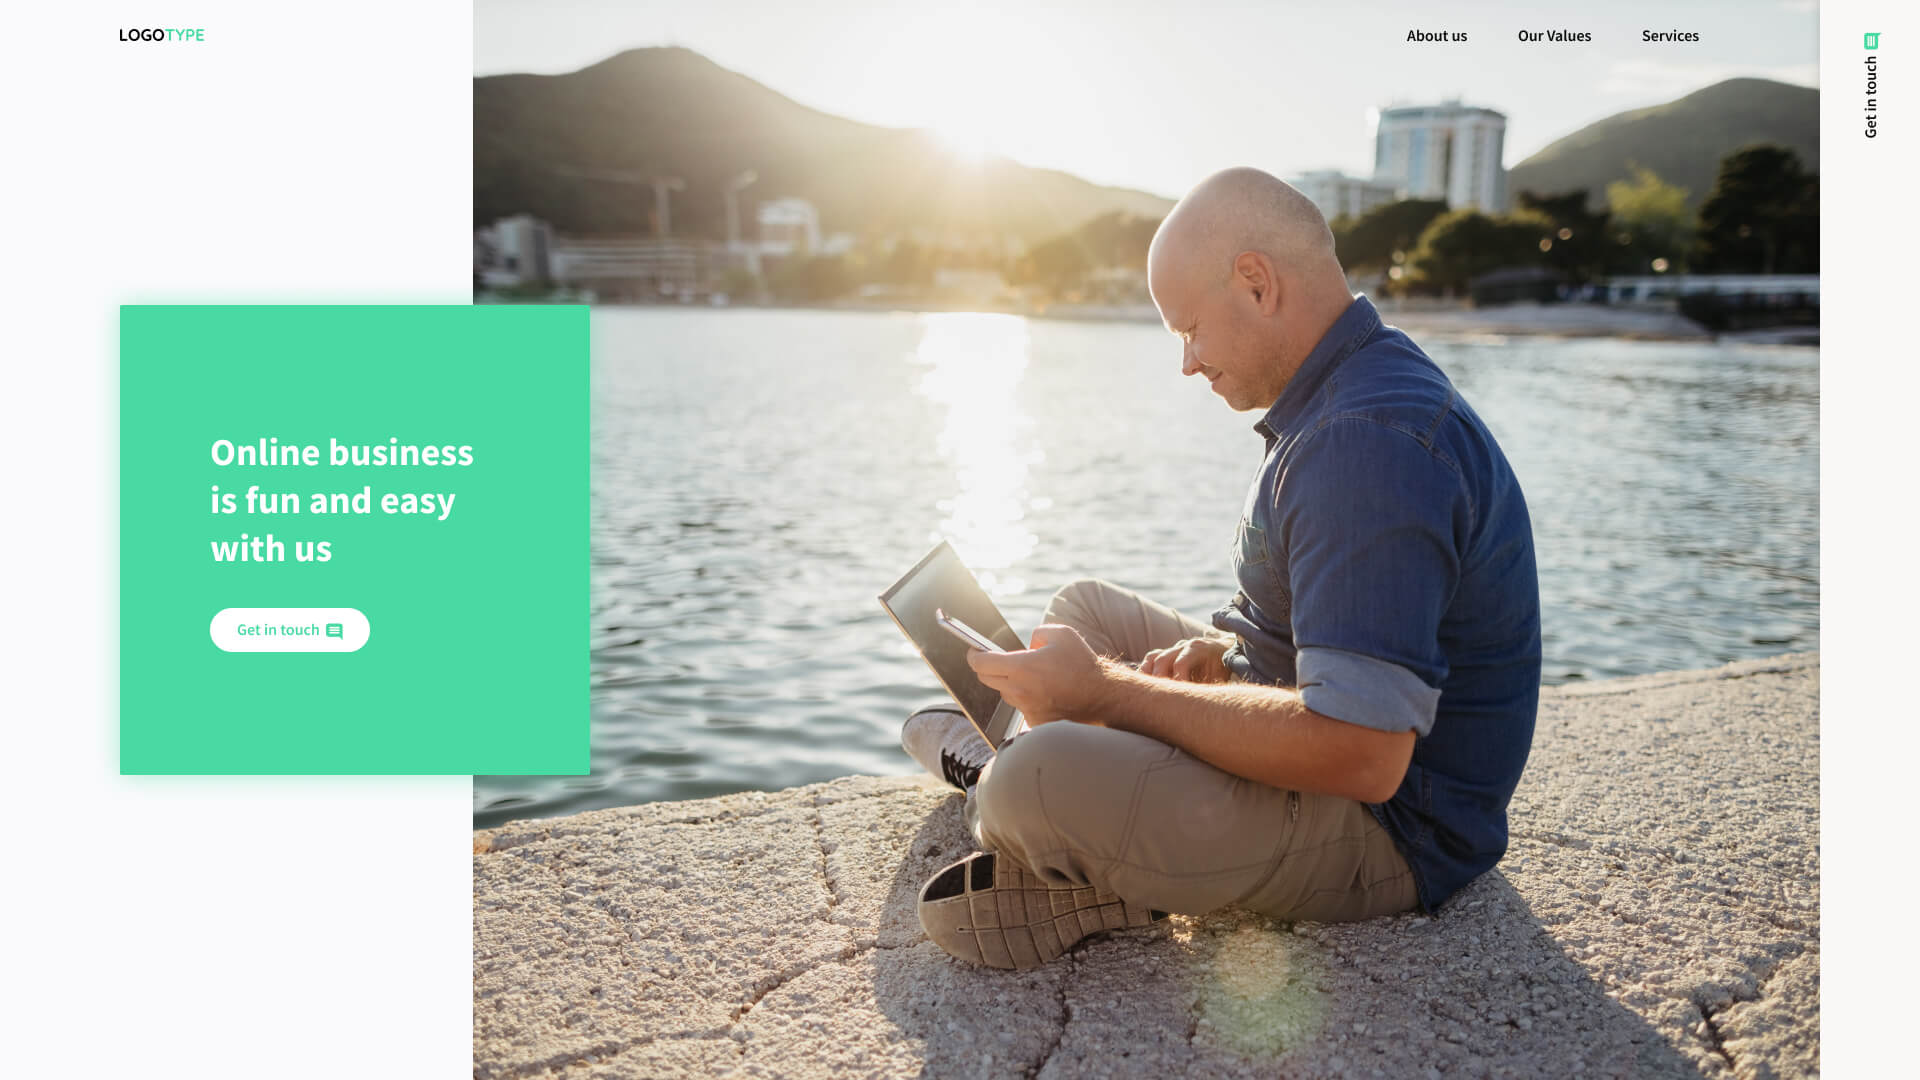 LOGOTYPE
About us
Our Values
Services
Get in touch
Online business
is fun and easy
with us
Get in touch